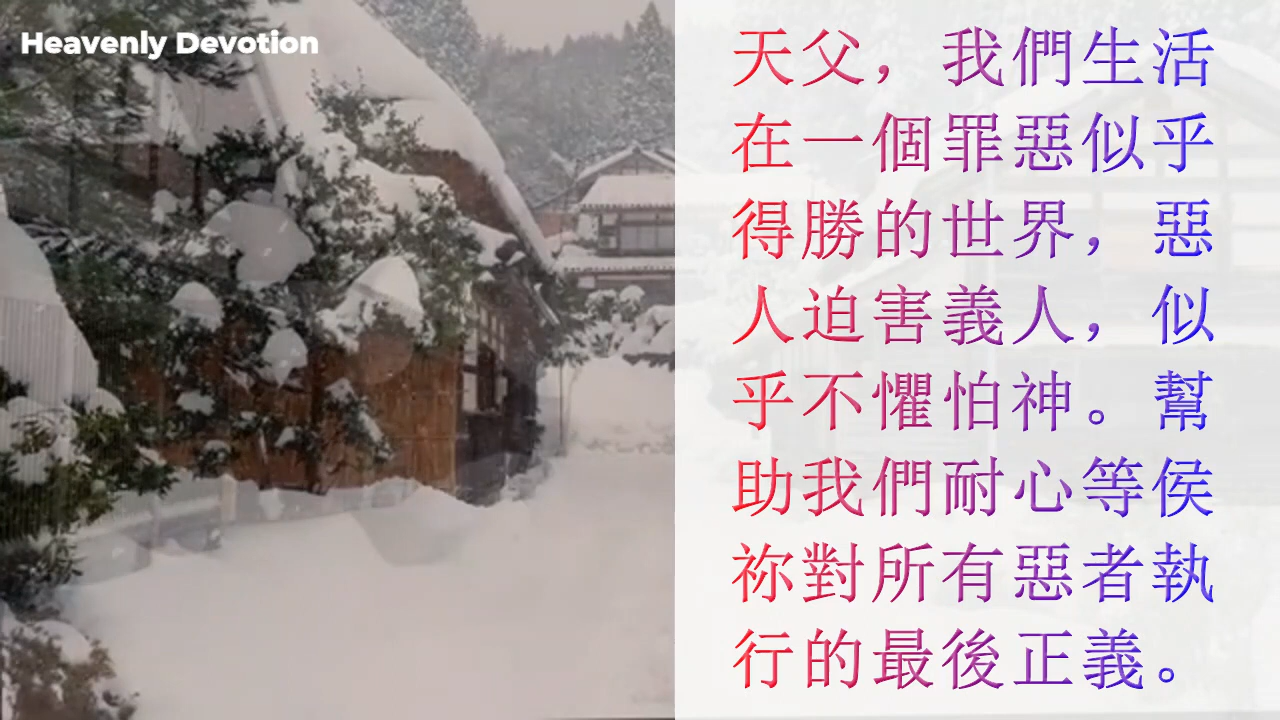 Heavenly Devotion
天父，我們生活
在一個罪惡似乎
得勝的世界，惡
人迫害義人，似
乎不懼怕神。幫
助我們耐心等侯
祢對所有惡者執
行的最後正義。